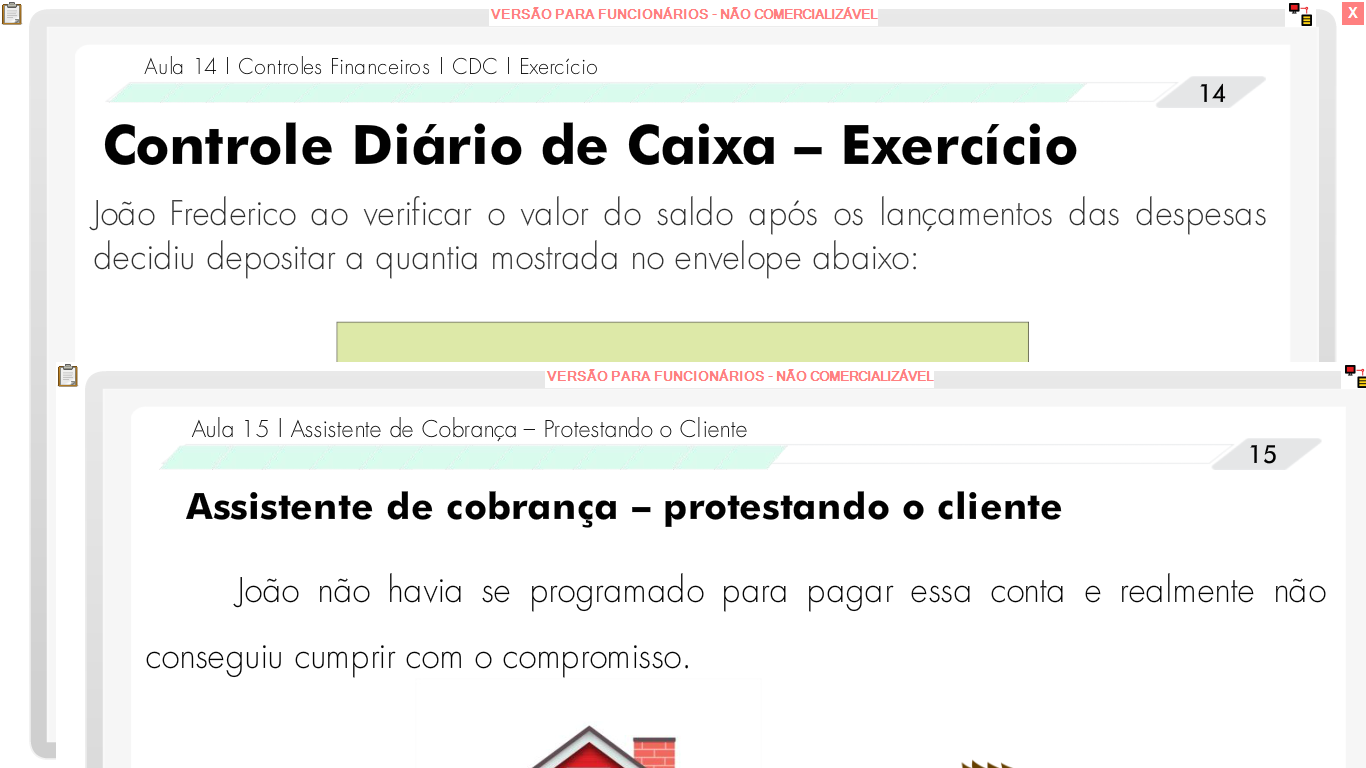 VERSÃO PARA FUNCIONÁRIOS - NÃO COMERCIALIZÁVEL
X
Aula 14 | Controles Financeiros | CDC | Exercício
14
Controle Diário de Caixa – Exercício
João Frederico ao verificar o valor do saldo após os lançamentos das despesas
decidiu depositar a quantia mostrada no envelope abaixo:
VERSÃO PARA FUNCIONÁRIOS - NÃO COMERCIALIZÁVEL
Aula 15 | Assistente de Cobrança – Protestando o Cliente
15
Assistente de cobrança – protestando o cliente
João não havia se programado para pagar essa conta e realmente não
conseguiu cumprir com o compromisso.